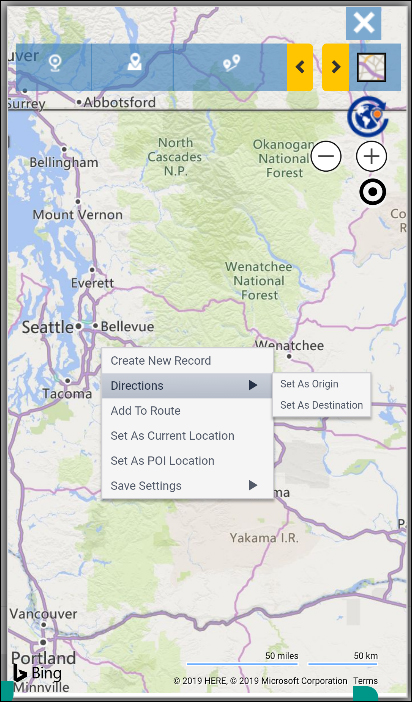 uver
Surrey
Abbotsford
Bellingham
North
Cascades
N.P.
Okanogan
National
Forest
Mount Vernon
Everett
Wenatchee
National
Forest
Seattle
Bellevue
Wenatchee
Tacoma
Create New Record
Directions
Set As Origin
Set As Destination
Add To Route
Set As Current Location
Set As POI Location
Save Settings
ma
Yakama I.R.
Vancouver
Portland
Bing
Minnville
50 miles
50 km
© 2019 HERE, © 2019 Microsoft Corporation Terms